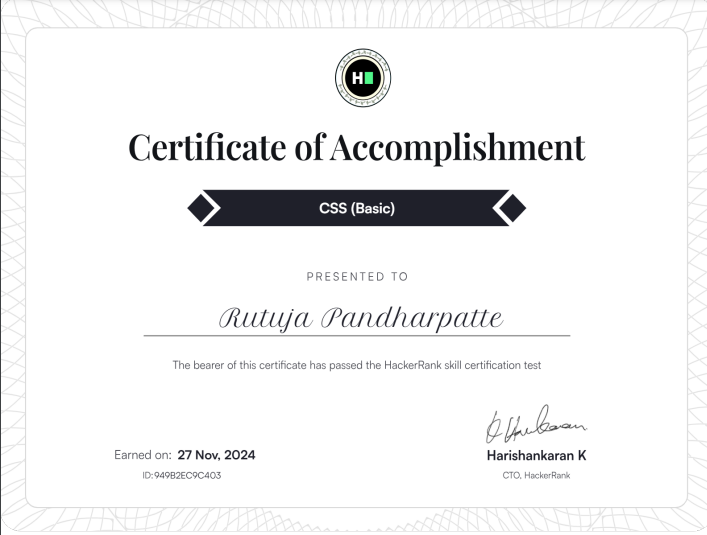 H
Certificate of Accomplishment
CSS (Basic)
PRESENTED TO
Rutuja Pandharpatte
The bearer of this certificate has passed the HackerRank skill certification test
Earned on: 27 Nov, 2024
ID: 949B2EC9C403
Harishankaran K
CTO, HackerRank